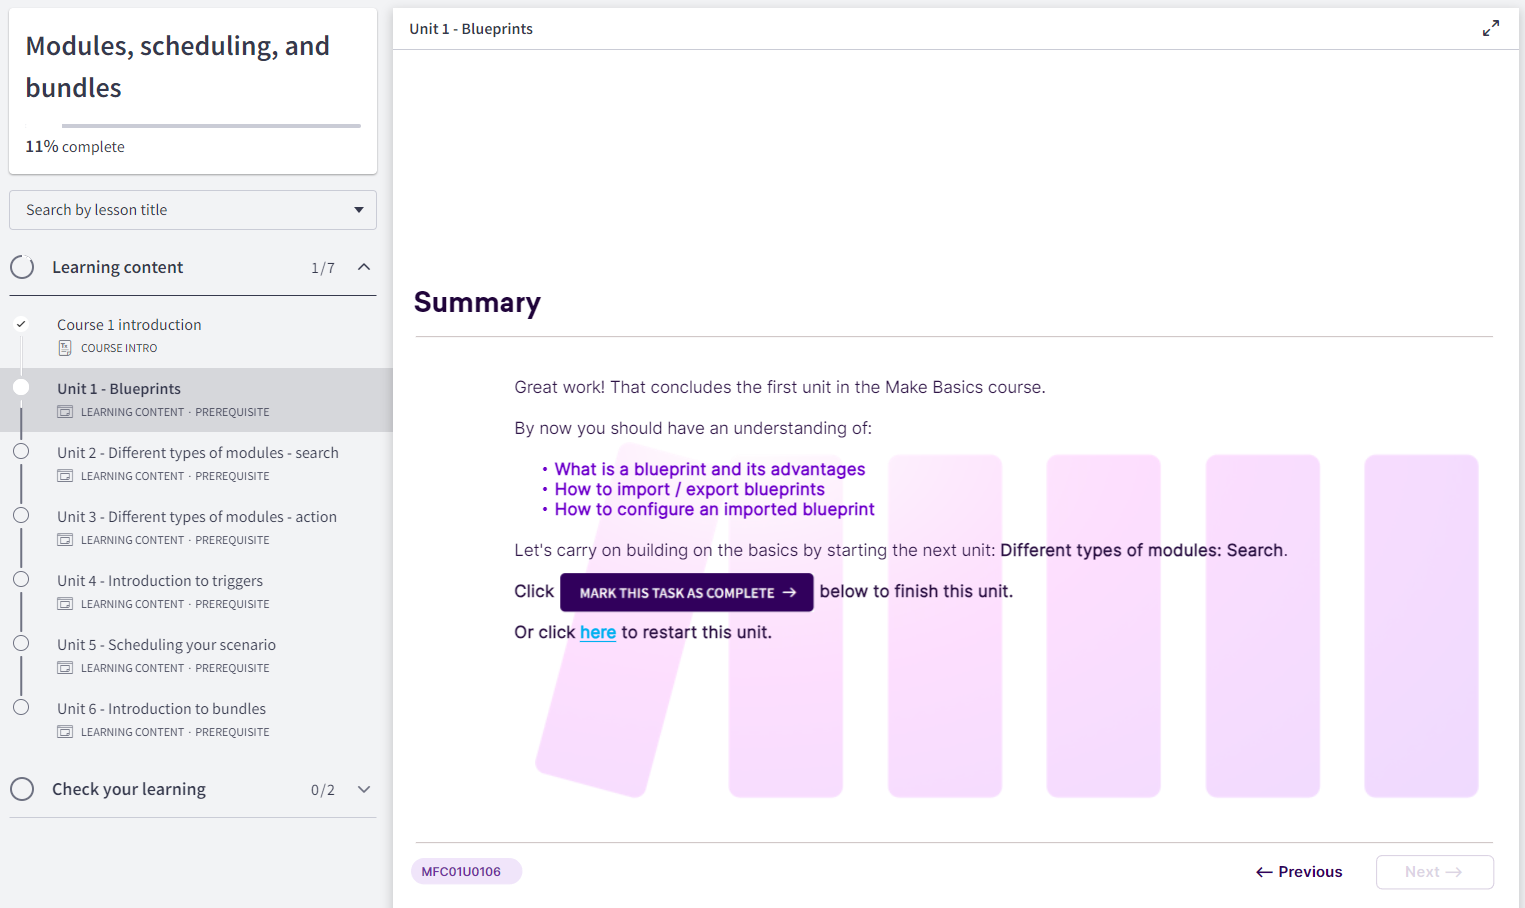 Modules, scheduling, and
bundles
11% complete
Search by lesson title
Learning content 1/7
Course 1 introduction
COURSE INTRO
Unit 1 - Blueprints
LEARNING CONTENT · PREREQUISITE
Unit 2 - Different types of modules - search
LEARNING CONTENT · PREREQUISITE
Unit 3 - Different types of modules - action
LEARNING CONTENT · PREREQUISITE
Unit 4 - Introduction to triggers
LEARNING CONTENT · PREREQUISITE
Unit 5 - Scheduling your scenario
LEARNING CONTENT · PREREQUISITE
Unit 6 - Introduction to bundles
LEARNING CONTENT · PREREQUISITE
Check your learning 0/2
Unit 1 - Blueprints
Summary
Great work! That concludes the first unit in the Make Basics course.
By now you should have an understanding of:
• What is a blueprint and its advantages
• How to import / export blueprints
• How to configure an imported blueprint
Let's carry on building on the basics by starting the next unit: Different types of modules: Search.
Click MARK THIS TASK AS COMPLETE → below to finish this unit.
Or click here to restart this unit.
MFC01U0106
← Previous
Next →